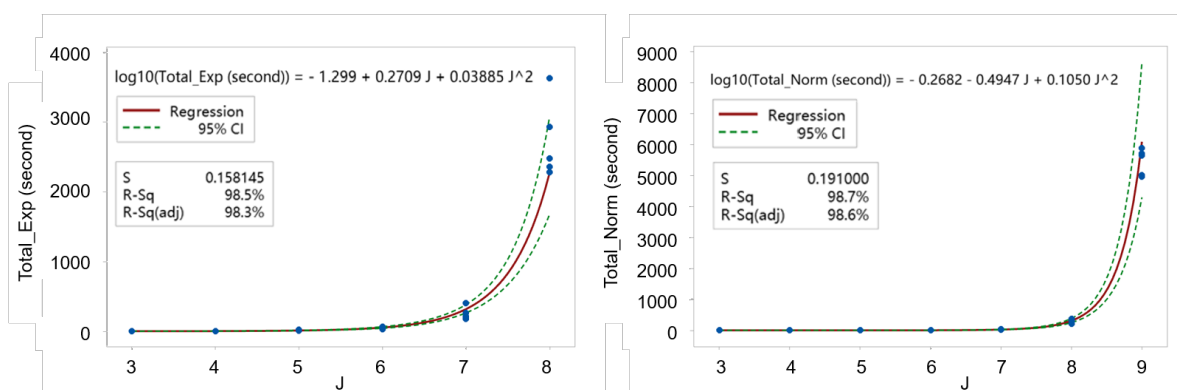 4000
3000
2000
1000
0
Total_Exp (second)
log10(Total_Exp (second)) = - 1.299 + 0.2709 J + 0.03885 J^2
Regression
95% CI
S 0.158145
R-Sq 98.5%
R-Sq(adj) 98.3%
3 4 5 6 7 8
J
9000
8000
7000
6000
5000
4000
3000
2000
1000
0
Total_Norm (second)
log10(Total_Norm (second)) = - 0.2682 - 0.4947 J + 0.1050 J^2
Regression
95% CI
S 0.191000
R-Sq 98.7%
R-Sq(adj) 98.6%
3 4 5 6 7 8 9
J